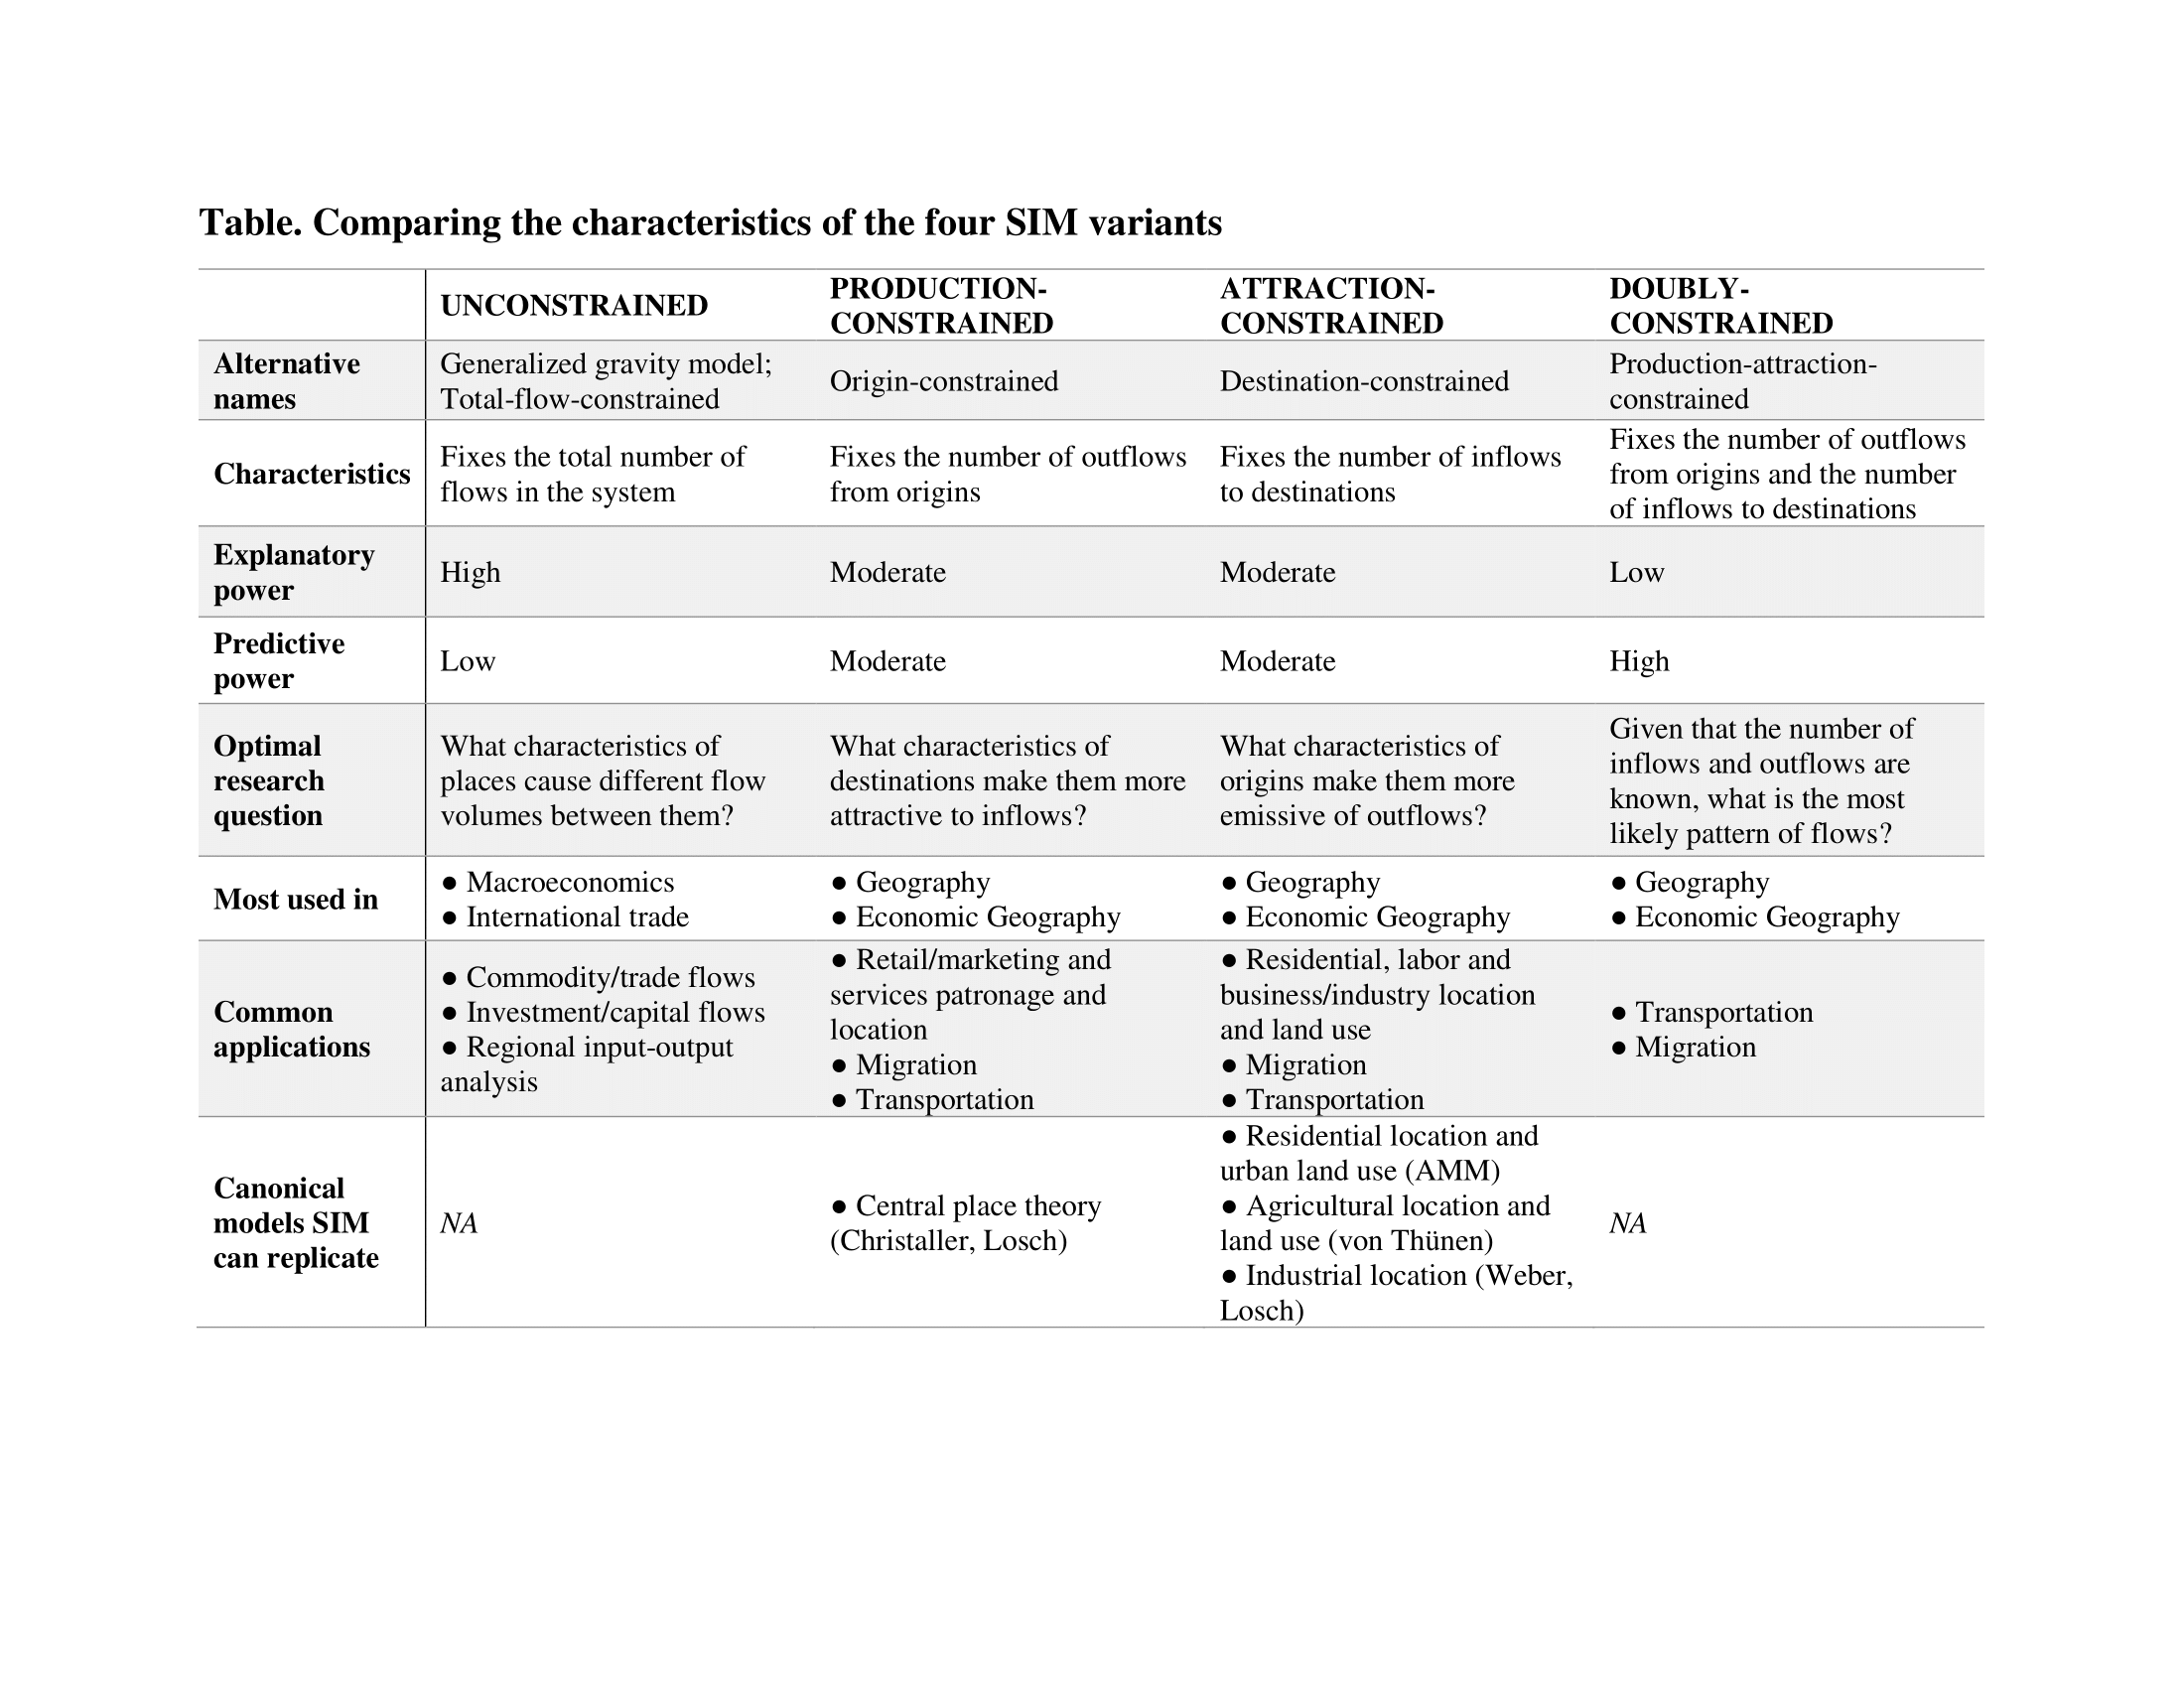 Table. Comparing the characteristics of the four SIM variants
UNCONSTRAINED
PRODUCTION-
CONSTRAINED
ATTRACTION-
CONSTRAINED
DOUBLY-
CONSTRAINED
Alternative
names
Generalized gravity model;
Total-flow-constrained
Origin-constrained
Destination-constrained
Production-attraction-
constrained
Characteristics
Fixes the total number of
flows in the system
Fixes the number of outflows
from origins
Fixes the number of inflows
to destinations
Fixes the number of outflows
from origins and the number
of inflows to destinations
Explanatory
power
High
Moderate
Moderate
Low
Predictive
power
Low
Moderate
Moderate
High
Optimal
research
question
What characteristics of
places cause different flow
volumes between them?
What characteristics of
destinations make them more
attractive to inflows?
What characteristics of
origins make them more
emissive of outflows?
Given that the number of
inflows and outflows are
known, what is the most
likely pattern of flows?
Most used in
● Macroeconomics
● International trade
● Geography
● Economic Geography
● Geography
● Economic Geography
● Geography
● Economic Geography
Common
applications
● Commodity/trade flows
● Investment/capital flows
● Regional input-output
analysis
● Retail/marketing and
services patronage and
location
● Migration
● Transportation
● Residential, labor and
business/industry location
and land use
● Migration
● Transportation
● Transportation
● Migration
Canonical
models SIM
can replicate
NA
● Central place theory
(Christaller, Losch)
● Residential location and
urban land use (AMM)
● Agricultural location and
land use (von Thünen)
● Industrial location (Weber,
Losch)
NA